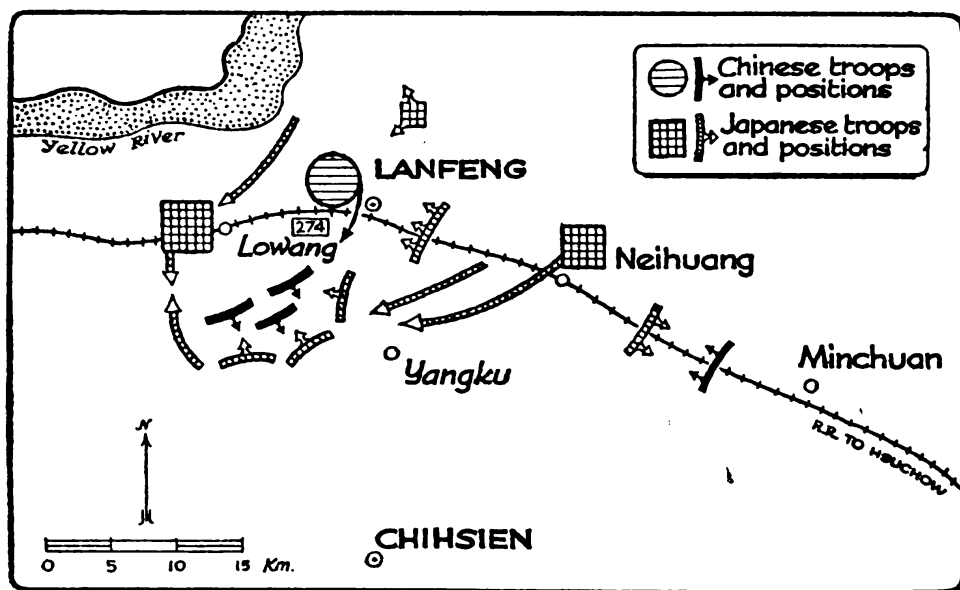 Chinese troops
and positions
Japanese troops
and positions
Yellow River
LANFENG
274
Lowang
Neihuang
Yangku
Minchuan
R.R. TO HSUCHOW
N
CHIHSIEN
0 5 10 15 Km.